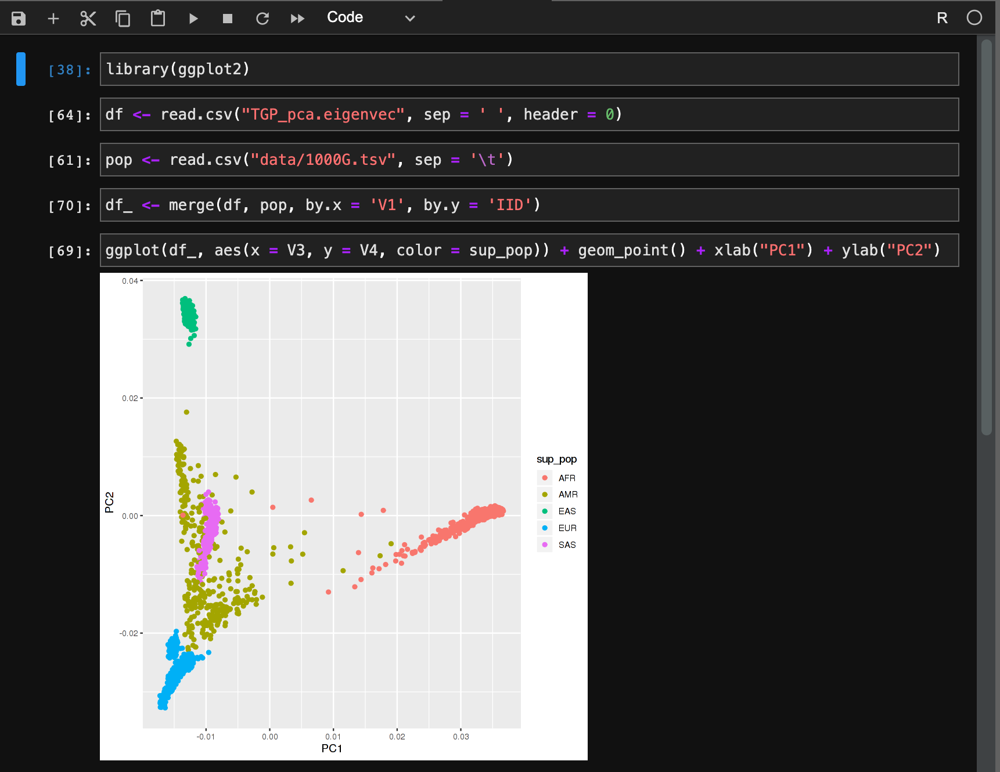 Code
R
[38]: library(ggplot2)
[64]: df <- read.csv("TGP_pca.eigenvec", sep = ' ', header = 0)
[61]: pop <- read.csv("data/1000G.tsv", sep = '\t')
[70]: df_ <- merge(df, pop, by.x = 'V1', by.y = 'IID')
[69]: ggplot(df_, aes(x = V3, y = V4, color = sup_pop)) + geom_point() + xlab("PC1") + ylab("PC2")
0.04
0.02
0.00
-0.02
PC2
-0.01 0.00 0.01 0.02 0.03
PC1
sup_pop
AFR
AMR
EAS
EUR
SAS